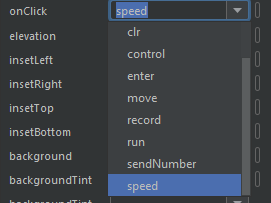 onClick speed
elevation clr
insetLeft control
insetRight enter
insetTop move
insetBottom record
background run
backgroundTint sendNumber
speed